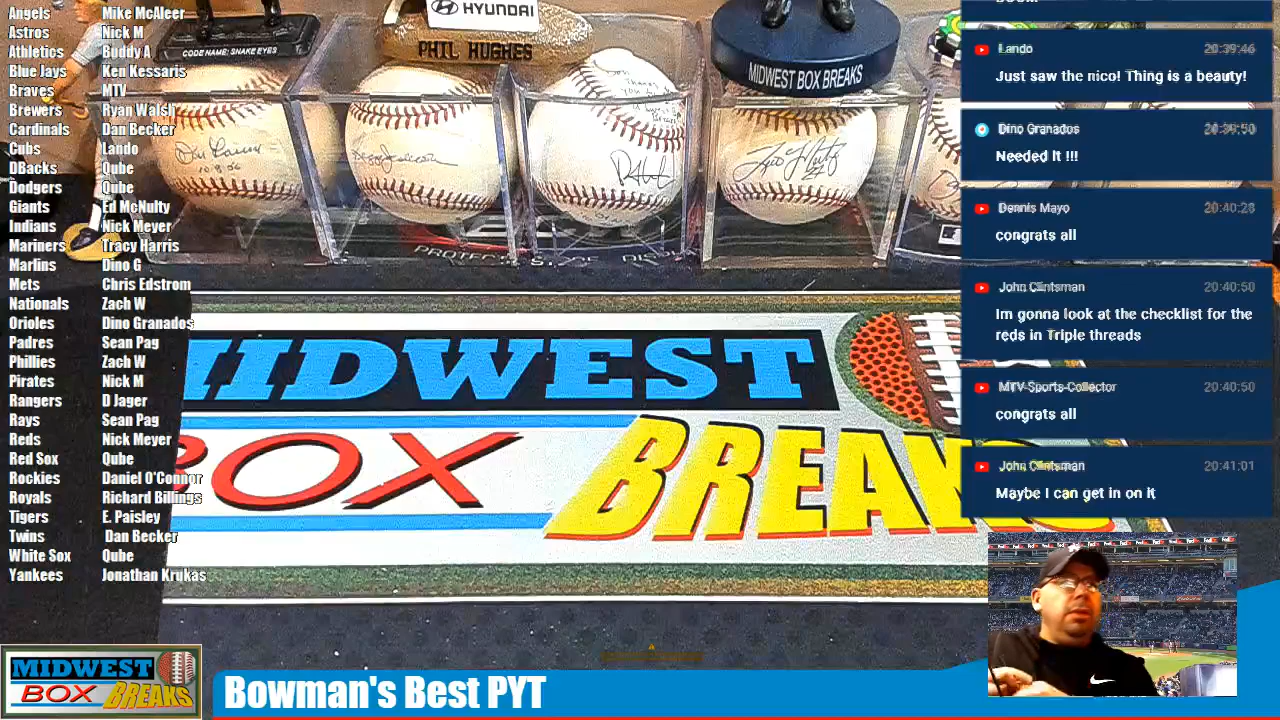 Angels Mike McAleer
Astros Nick M
Athletics Buddy A
Blue Jays Ken Kessaris
Braves MTV
Brewers Ryan Walsh
Cardinals Dan Becker
Cubs Lando
DBacks Qube
Dodgers Qube
Giants Ed McNulty
Indians Nick Meyer
Mariners Tracy Harris
Marlins Dino G
Mets Chris Edstrom
Nationals Zach W
Orioles Dino Granados
Padres Sean Pag
Phillies Zach W
Pirates Nick M
Rangers D Jager
Rays Sean Pag
Reds Nick Meyer
Red Sox Qube
Rockies Daniel O'Connor
Royals Richard Billings
Tigers E. Paisley
Twins Dan Becker
White Sox Qube
Yankees Jonathan Krukas
CODE NAME: SNAKE EYES
HYUNDAI
PHIL HUGHES
MIDWEST BOX BREAKS
MIDWEST
BOX BREAK
Lando 20:39:46
Just saw the nico! Thing is a beauty!
Dino Granados 20:39:50
Needed it !!!
Dennis Mayo 20:40:28
congrats all
John Clintsman 20:40:50
Im gonna look at the checklist for the
reds in Triple threads
MTV-Sports-Collector 20:40:50
congrats all
John Clintsman 20:41:01
Maybe I can get in on it
MIDWEST
BOX BREAKS
Bowman's Best PYT